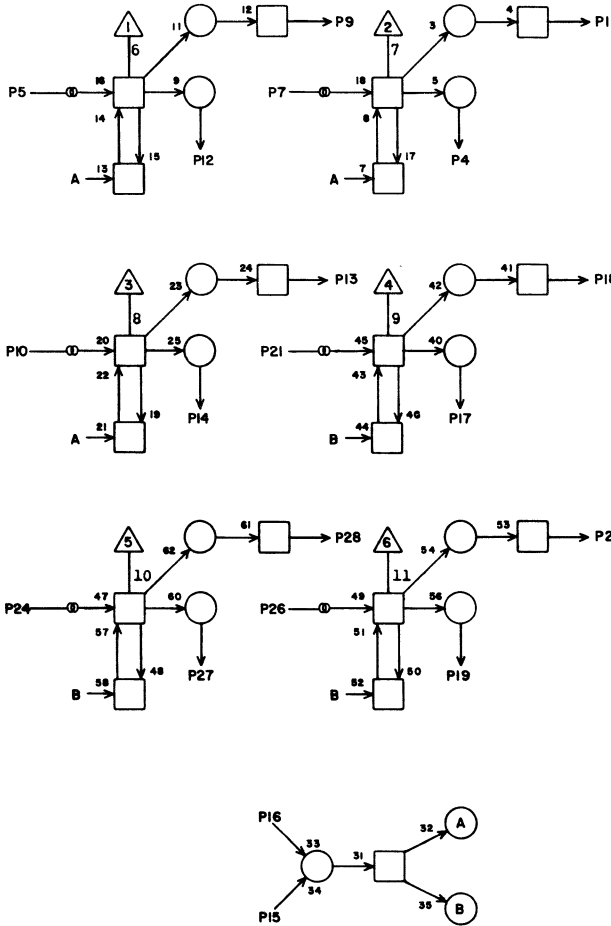 1 11 12 P9 2 3 4 P1
6 7
P5 16 9 P7 18 5
14 8
15 P12 17 P4
A 13 A 7
3 23 24 P13 4 42 41 P18
8 9
P10 20 25 P21 45 40
22 43
19 P14 46 P17
A 21 B 44
5 62 61 P28 6 54 53 P2
10 11
P24 47 60 P26 49 56
57 51
48 P27 50 P19
B 58 B 52
P16 32 A
33 31
34
P15 35 B